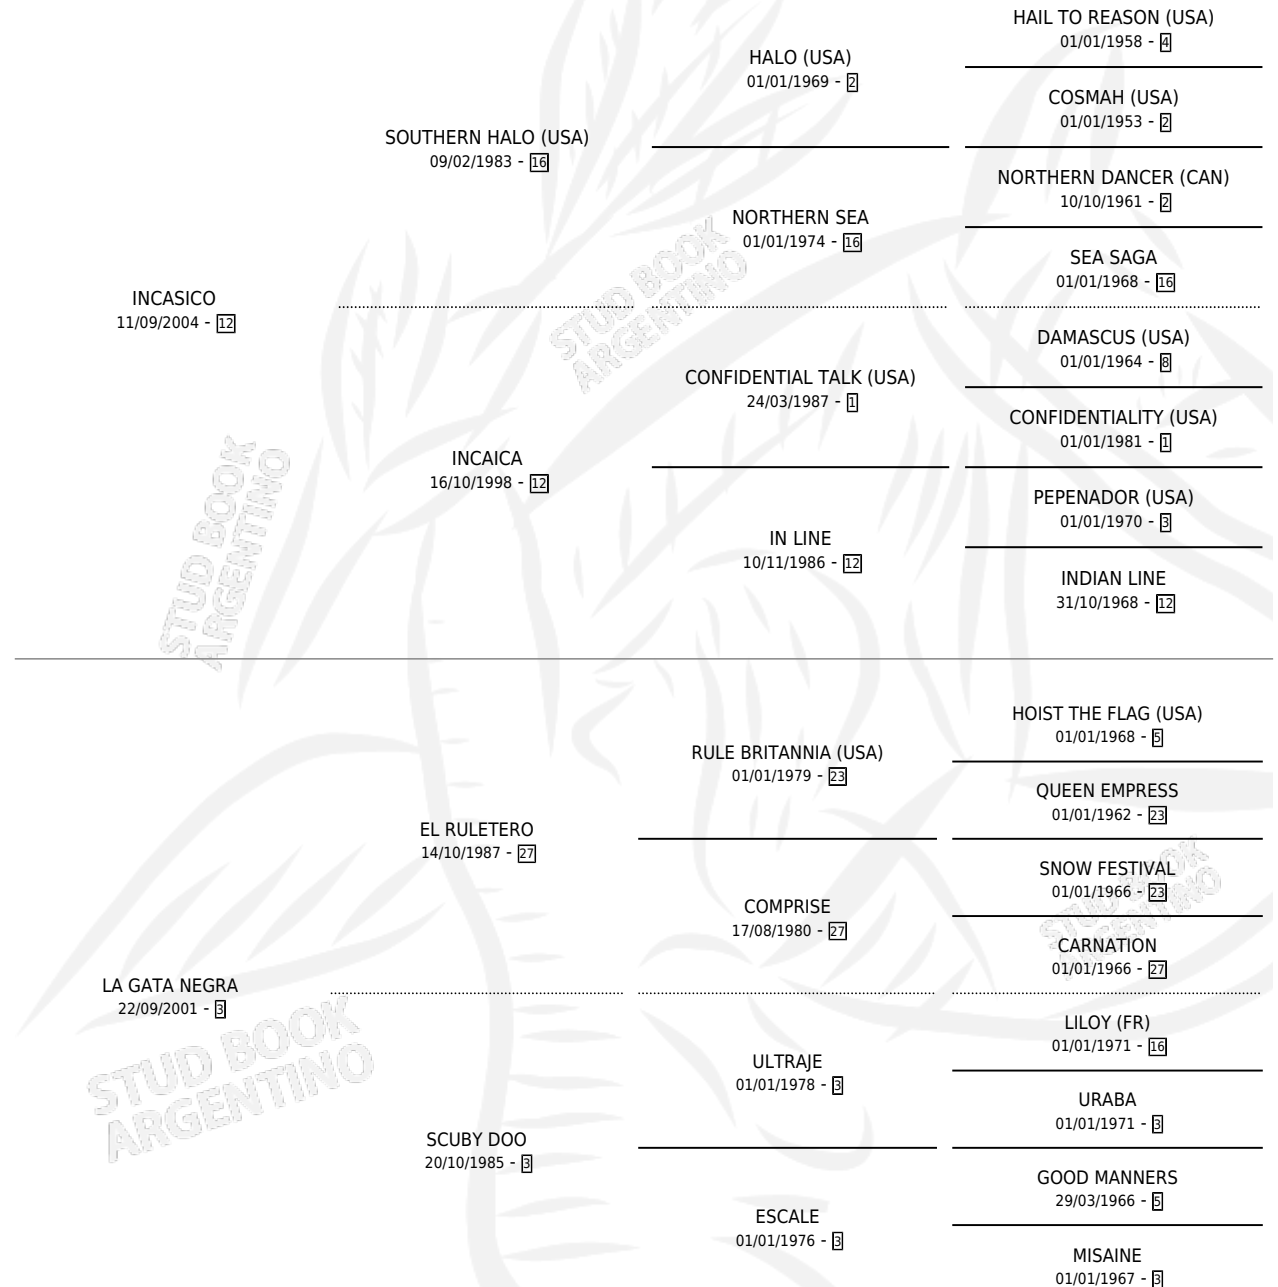 HAIL TO REASON (USA)
01/01/1958 - 4
HALO (USA)
01/01/1969 - 2
COSMAH (USA)
01/01/1953 - 2
SOUTHERN HALO (USA)
09/02/1983 - 16
NORTHERN DANCER (CAN)
10/10/1961 - 2
NORTHERN SEA
01/01/1974 - 16
SEA SAGA
01/01/1968 - 16
INCASICO
11/09/2004 - 12
DAMASCUS (USA)
01/01/1964 - 8
CONFIDENTIAL TALK (USA)
24/03/1987 - 1
CONFIDENTIALITY (USA)
01/01/1981 - 1
INCAICA
16/10/1998 - 12
PEPENADOR (USA)
01/01/1970 - 3
IN LINE
10/11/1986 - 12
INDIAN LINE
31/10/1968 - 12
HOIST THE FLAG (USA)
01/01/1968 - 5
RULE BRITANNIA (USA)
01/01/1979 - 23
QUEEN EMPRESS
01/01/1962 - 23
EL RULETERO
14/10/1987 - 27
SNOW FESTIVAL
01/01/1966 - 23
COMPRISE
17/08/1980 - 27
CARNATION
01/01/1966 - 27
LA GATA NEGRA
22/09/2001 - 3
LILOY (FR)
01/01/1971 - 16
ULTRAJE
01/01/1978 - 3
URABA
01/01/1971 - 3
SCUBY DOO
20/10/1985 - 3
GOOD MANNERS
29/03/1966 - 5
ESCALE
01/01/1976 - 3
MISAINE
01/01/1967 - 3
STUD BOOK
ARGENTINO
STUD BOOK
ARGENTINO
STUD BOOK
ARGENTINO
STUD BOOK
ARGENTINO